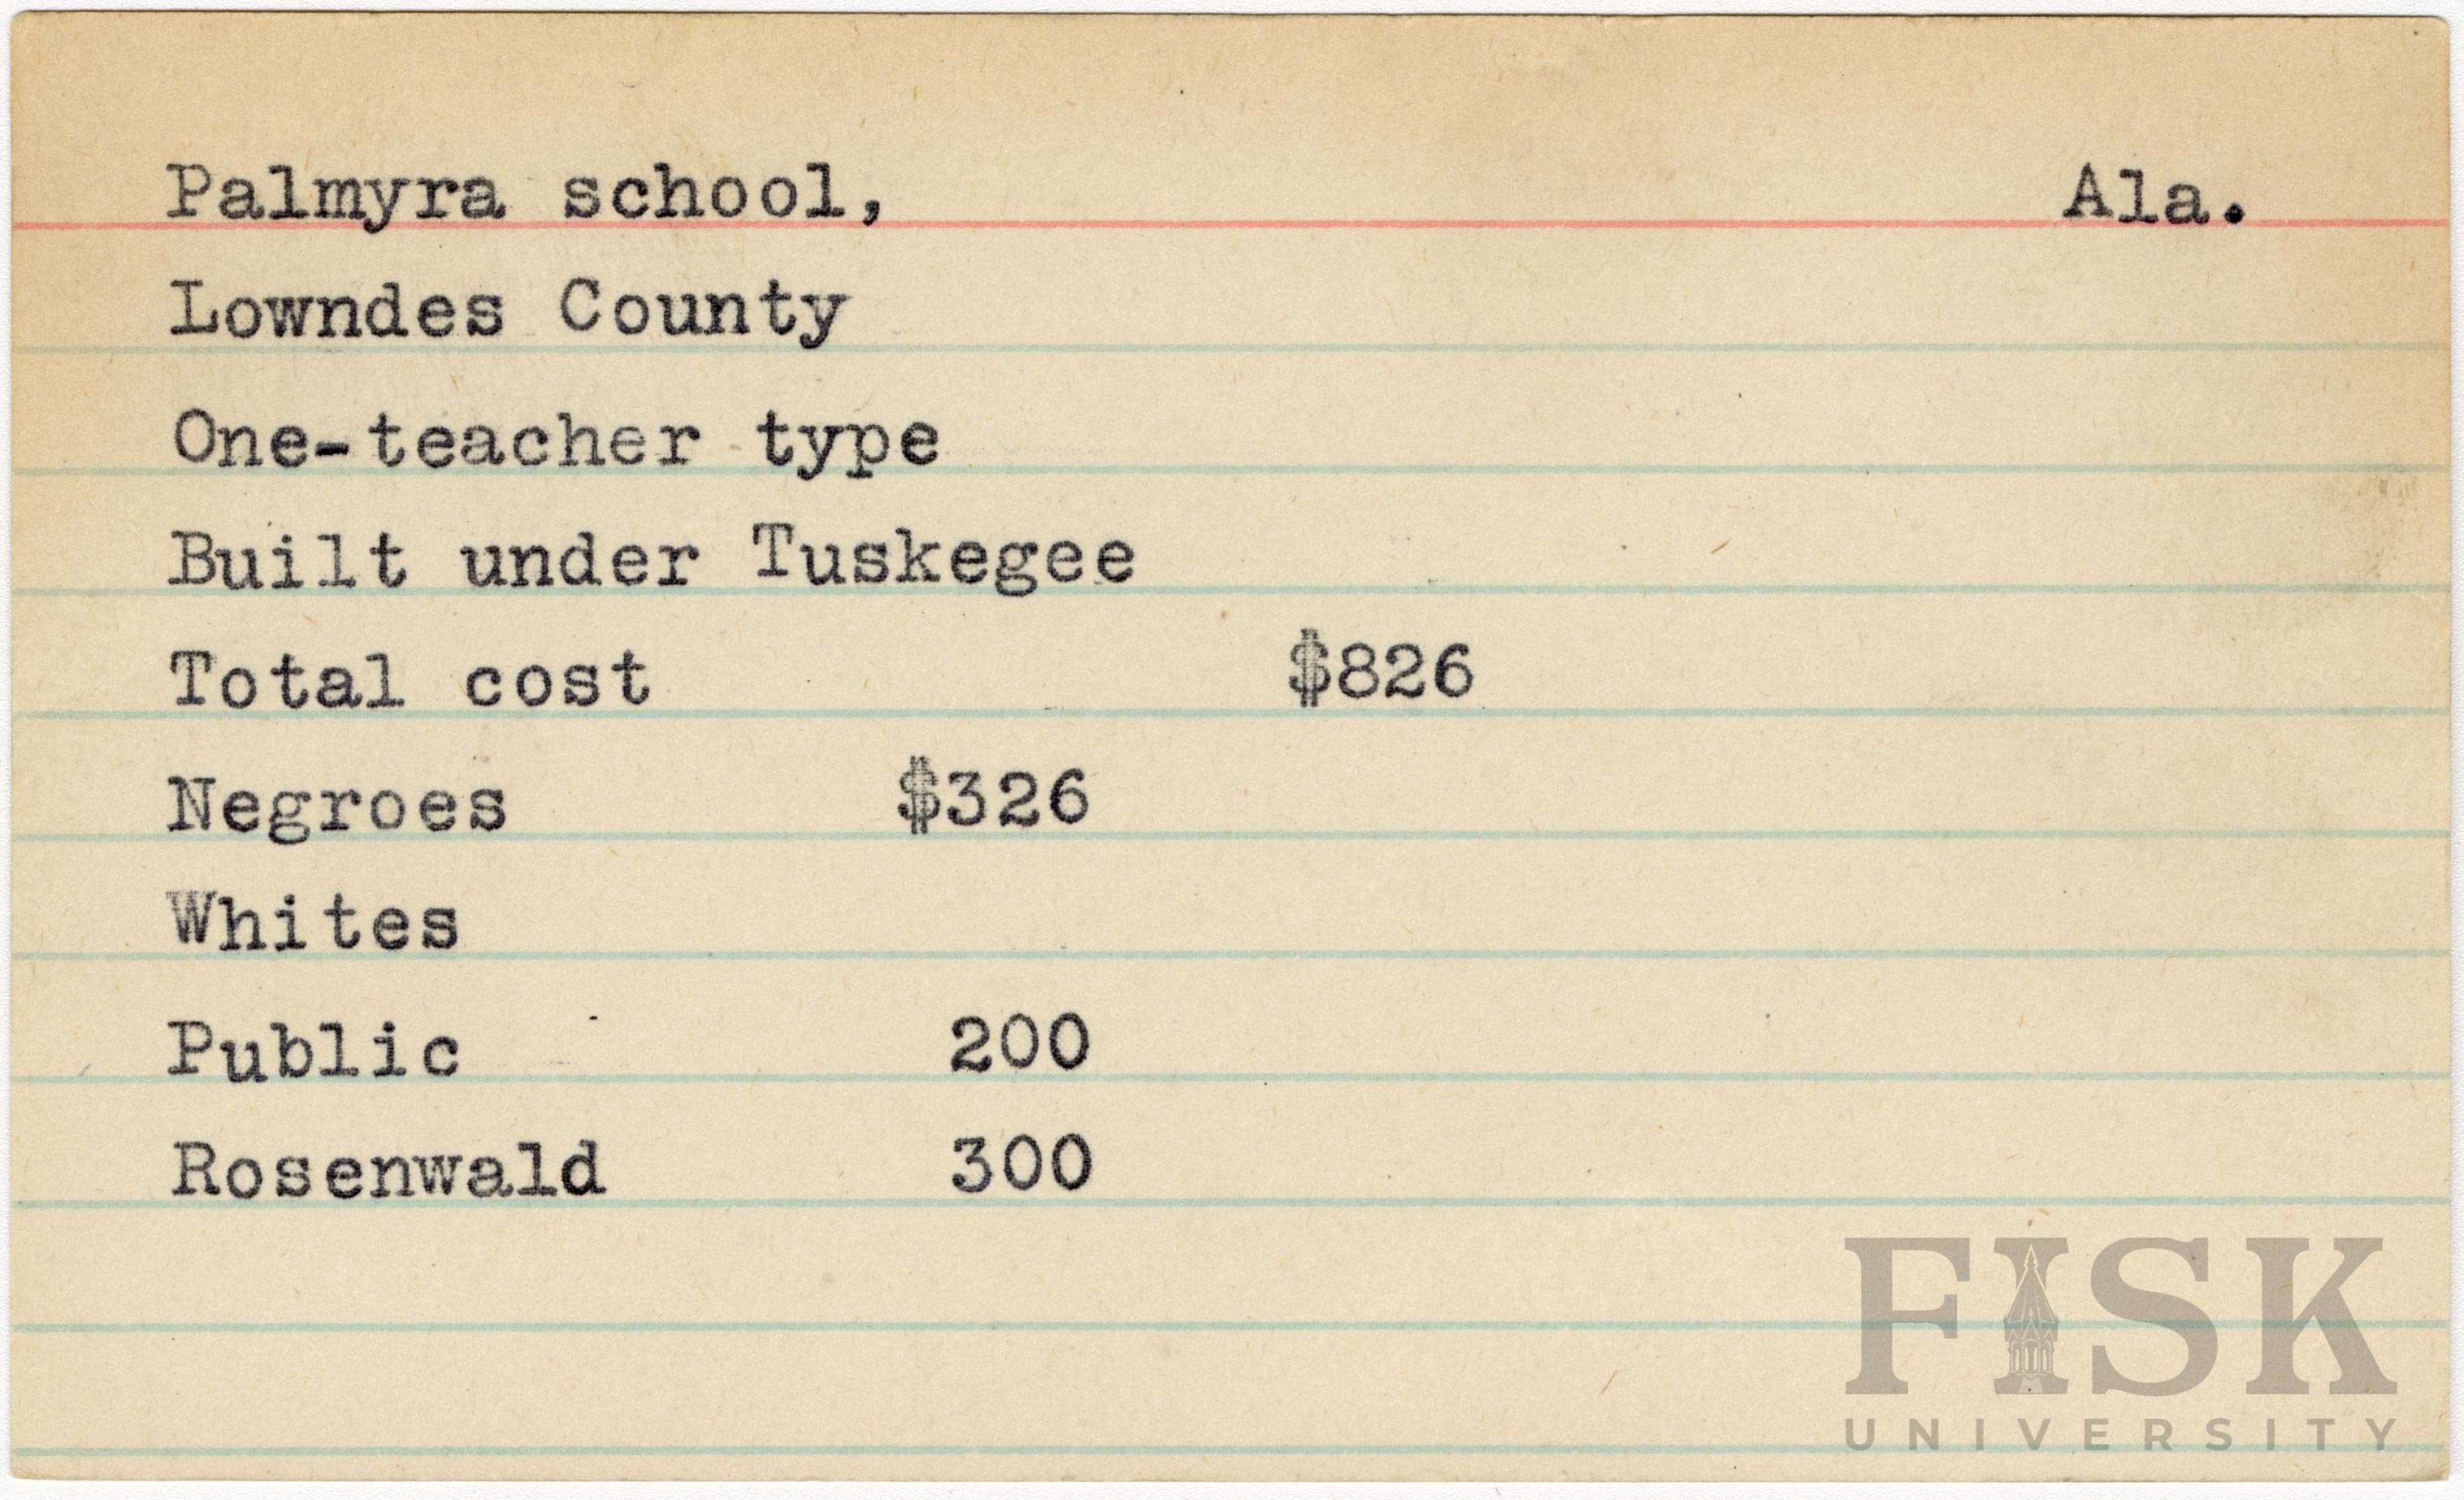 Palmyra school, Ala.
Lowndes County
One-teacher type
Built under Tuskegee
Total cost $826
Negroes $326
Whites
Public 200
Rosenwald 300
FISK
UNIVERSITY